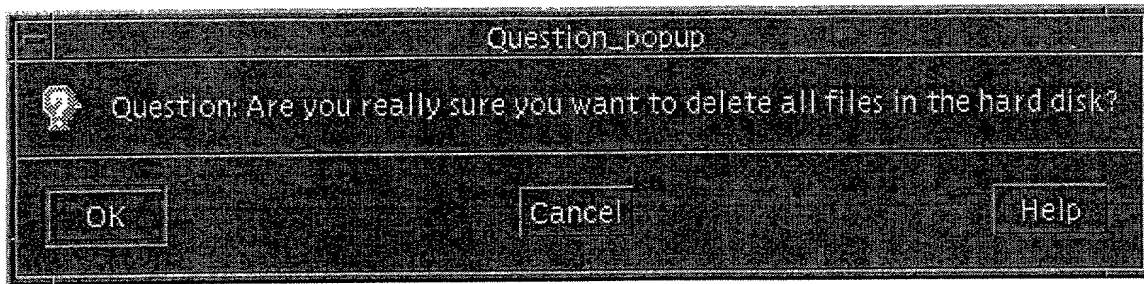 Question_popup
Question: Are you really sure you want to delete all files in the hard disk?
OK
Cancel
Help